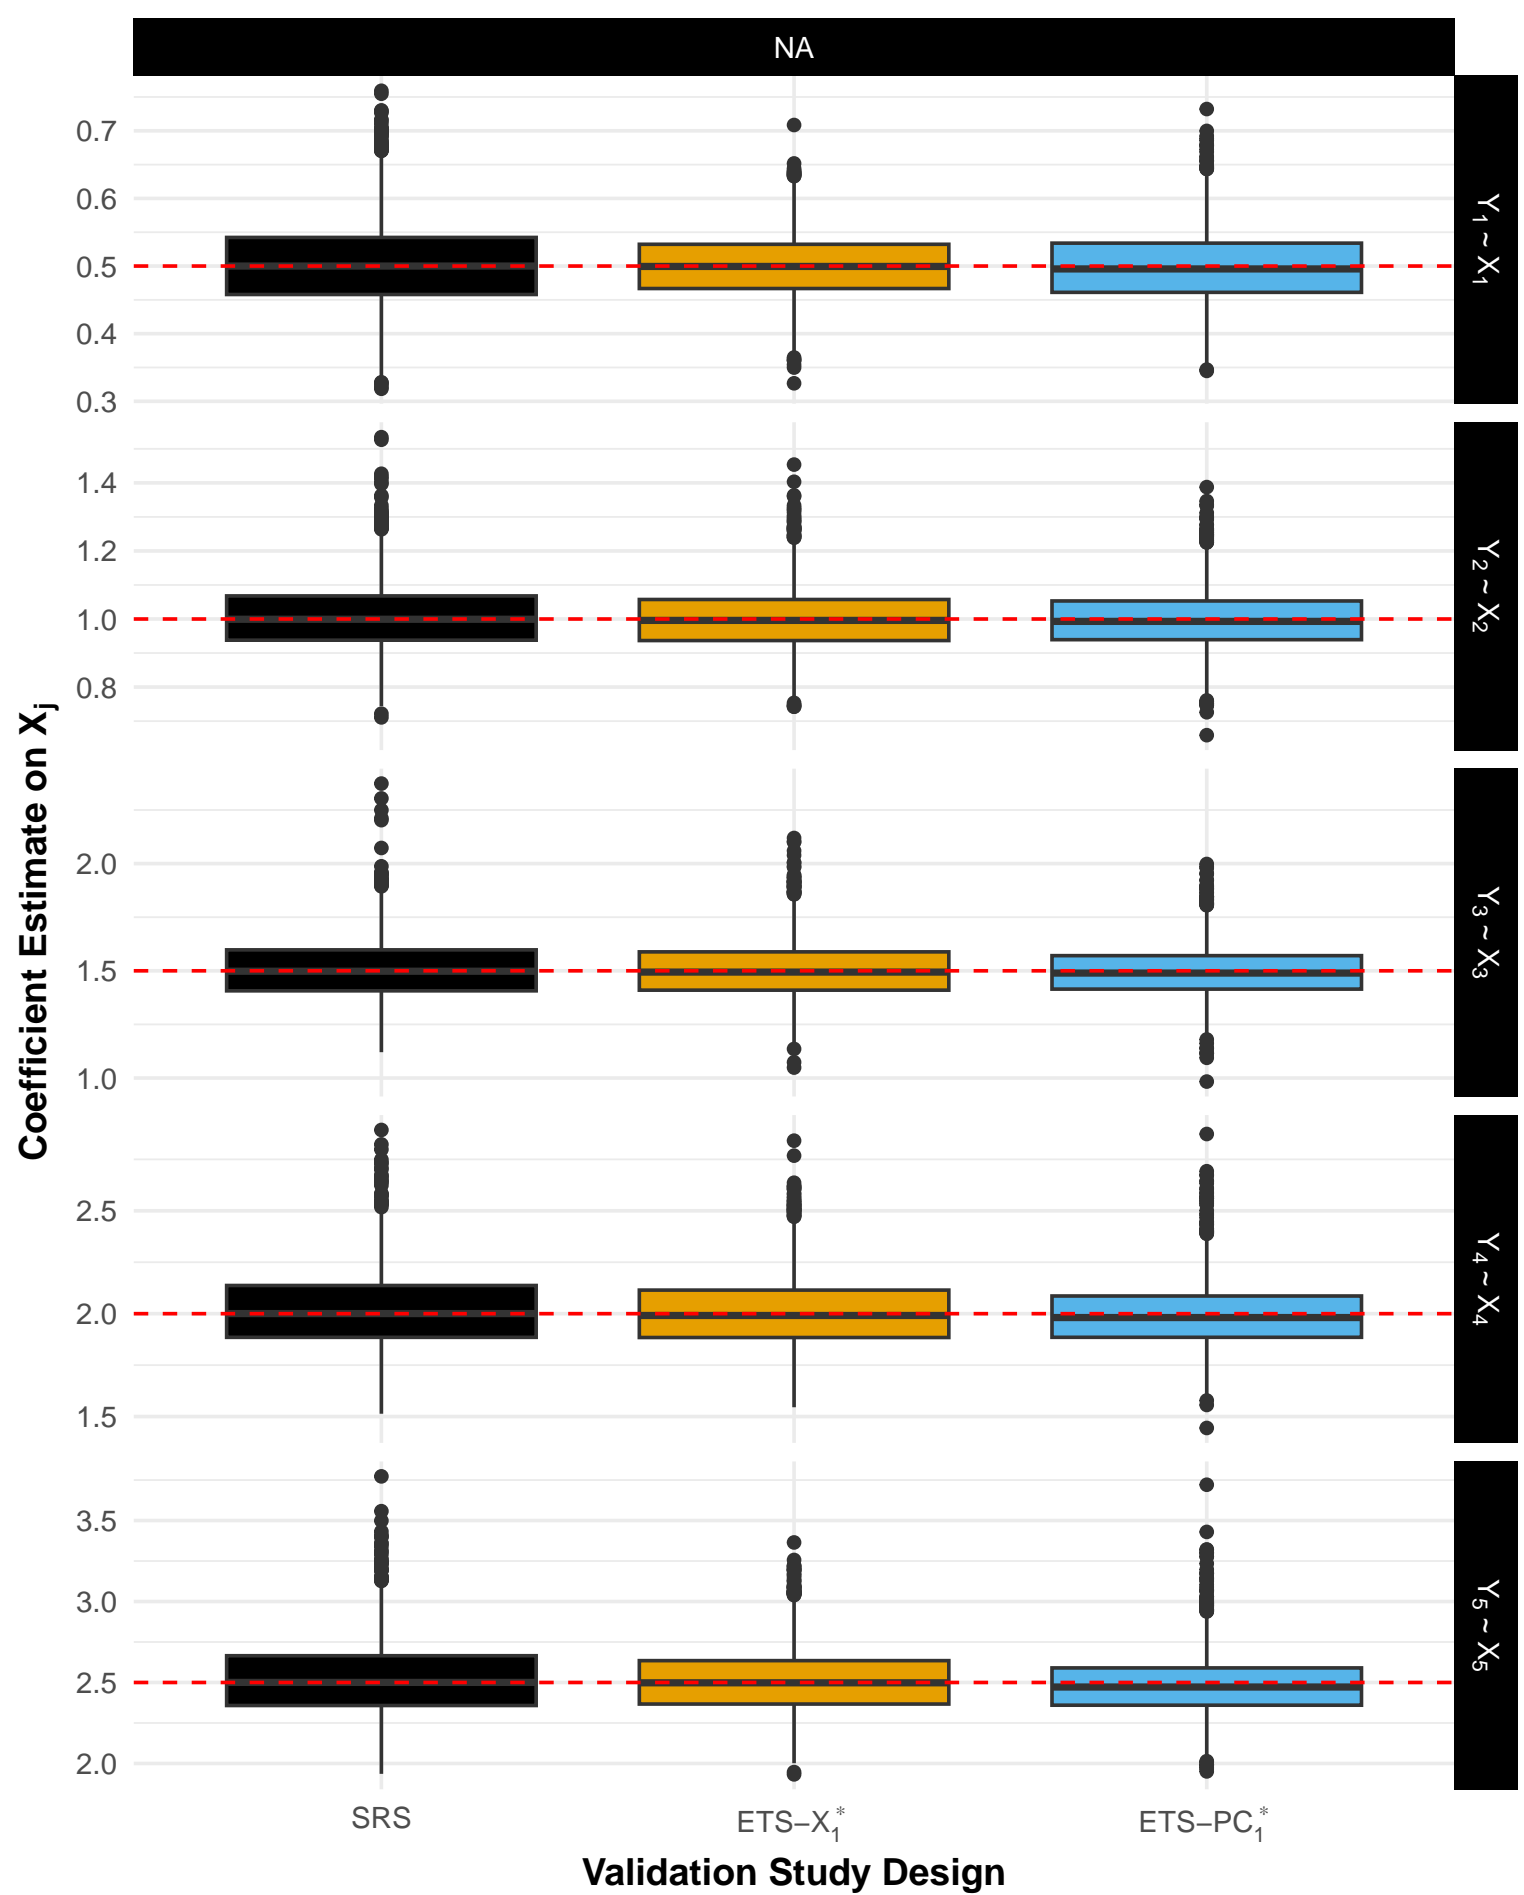 NA
0.7
0.6
0.5
0.4
0.3
Y₁ ~ X₁
1.4
1.2
1.0
0.8
Y₂ ~ X₂
2.0
1.5
1.0
Y₃ ~ X₃
2.5
2.0
1.5
Y₄ ~ X₄
3.5
3.0
2.5
2.0
Y₅ ~ X₅
Coefficient Estimate on Xⱼ
SRS
ETS−X₁*
ETS−PC₁*
Validation Study Design